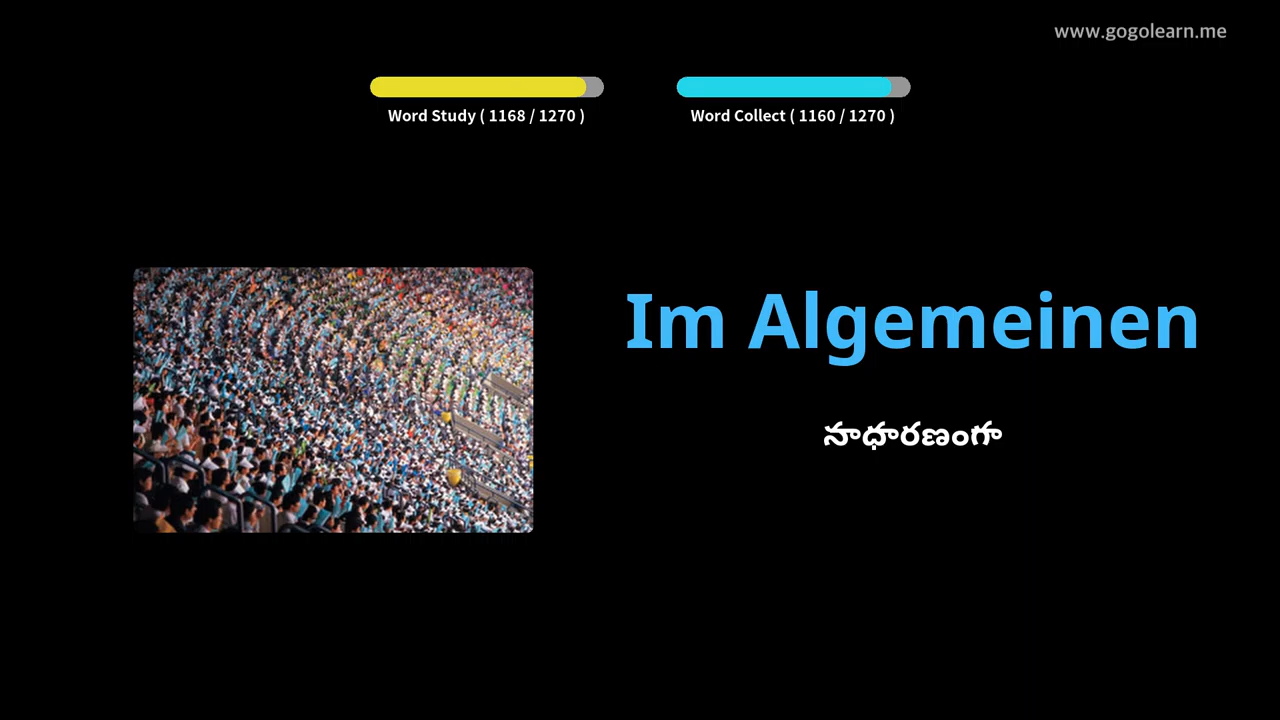 www.gogolearn.me
Word Study ( 1168 / 1270 )
Word Collect ( 1160 / 1270 )
Im Algemeinen
సాధారణంగా